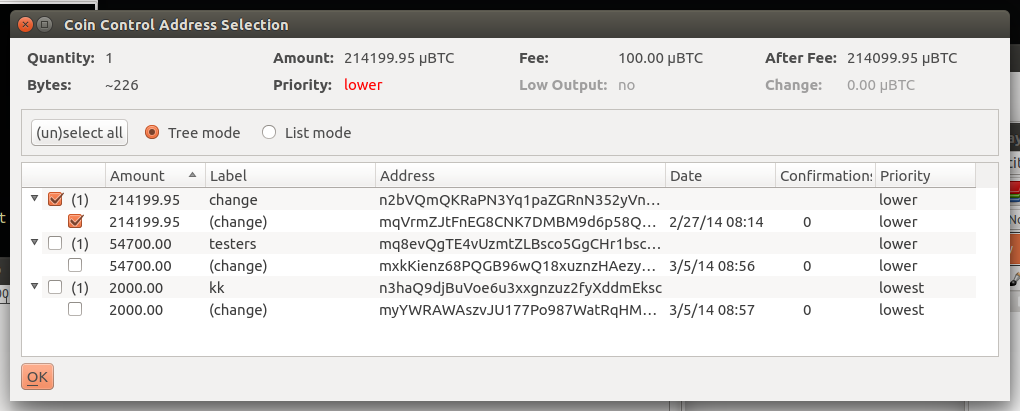 Coin Control Address Selection
Quantity: 1 Amount: 214199.95 µBTC Fee: 100.00 µBTC After Fee: 214099.95 µBTC
Bytes: ~226 Priority: lower Low Output: no Change: 0.00 µBTC
(un)select all Tree mode List mode
Amount Label Address Date Confirmations Priority
(1) 214199.95 change n2bVQmQKRaPN3Yq1paZGRnN352yVn... lower
214199.95 (change) mqVrmZJtFnEG8CNK7DMBM9d6p58Q... 2/27/14 08:14 0 lower
(1) 54700.00 testers mq8evQgTE4vUzmtZLBsco5GgCHr1bsc... lower
54700.00 (change) mxkKienz68PQGB96wQ18xuznzHAezy... 3/5/14 08:56 0 lower
(1) 2000.00 kk n3haQ9djBuVoe6u3xxgnzuz2fyXddmEksc lowest
2000.00 (change) myYWRAWAszvJU177Po987WatRqHM... 3/5/14 08:57 0 lowest
OK